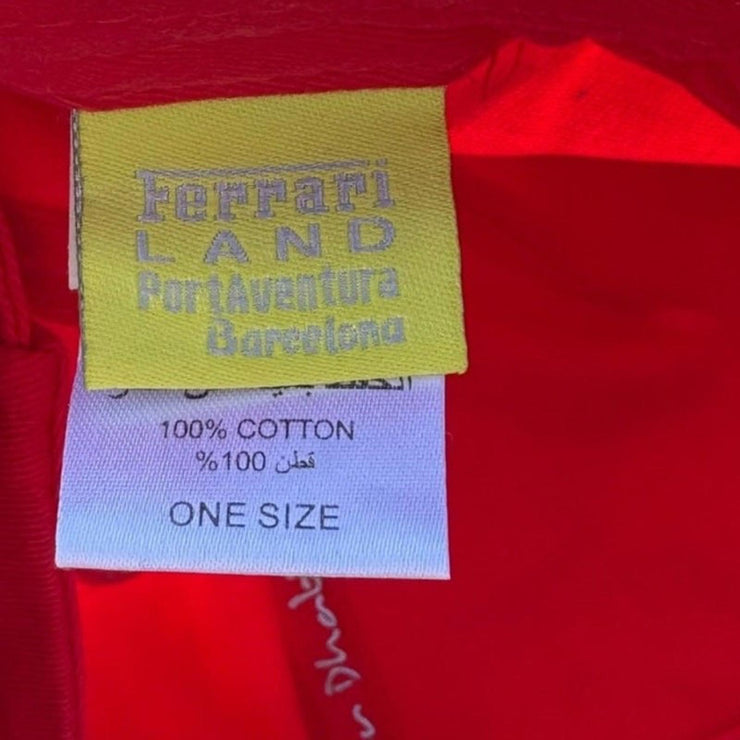 Ferrari
LAND
PortAventura
Barcelona
100% COTTON
%100 قطن
ONE SIZE